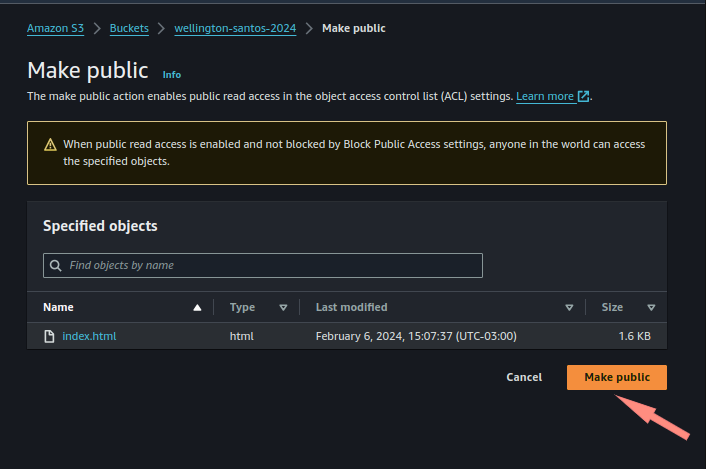 Amazon S3 > Buckets > wellington-santos-2024 > Make public
Make public Info
The make public action enables public read access in the object access control list (ACL) settings. Learn more.
When public read access is enabled and not blocked by Block Public Access settings, anyone in the world can access
the specified objects.
Specified objects
Find objects by name
Name Type Last modified Size
index.html html February 6, 2024, 15:07:37 (UTC-03:00) 1.6 KB
Cancel Make public